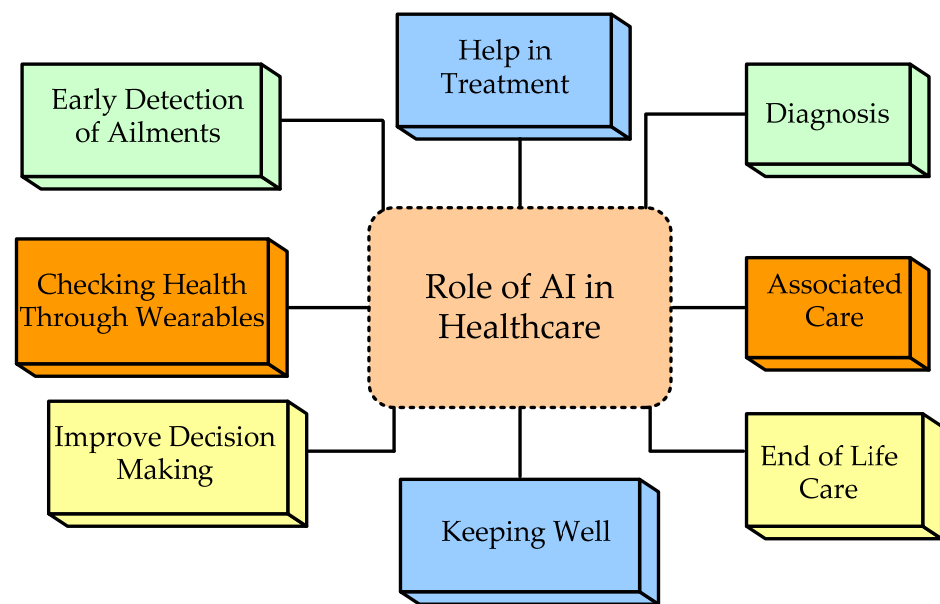 Help in
Treatment
Early Detection
of Ailments
Diagnosis
Checking Health
Through Wearables
Role of AI in
Healthcare
Associated
Care
Improve Decision
Making
End of Life
Care
Keeping Well